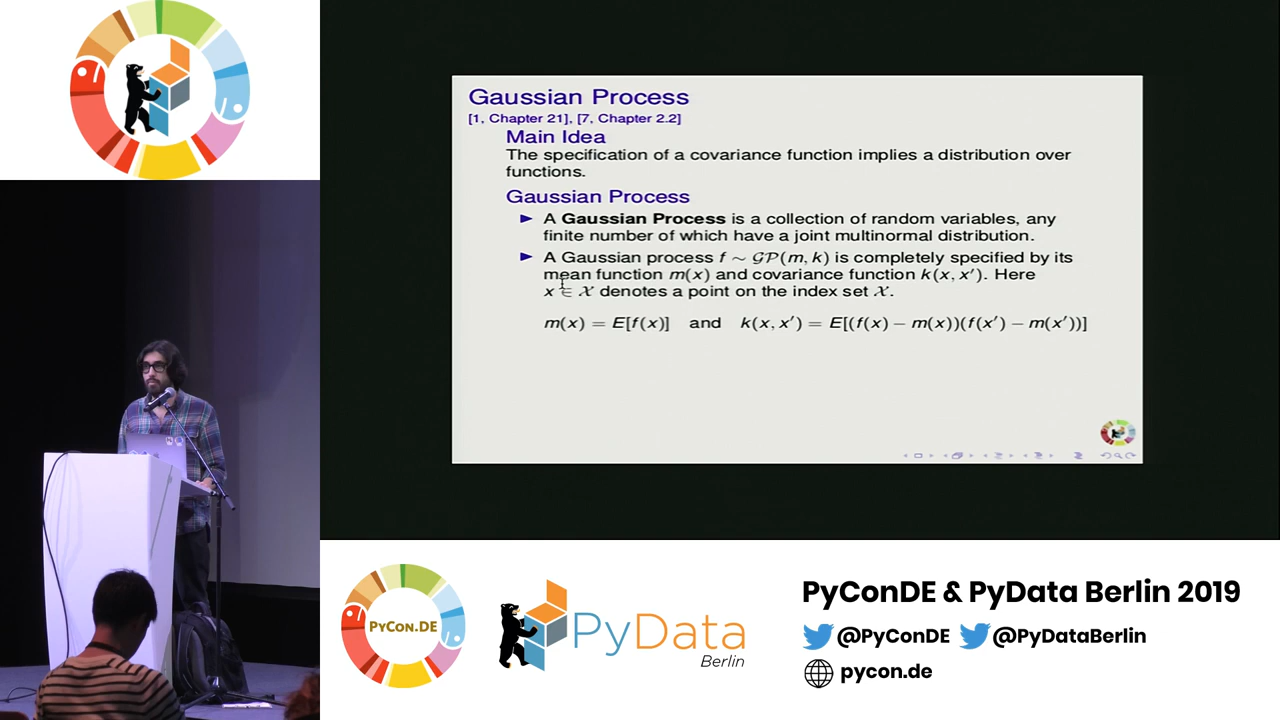 Gaussian Process
[1, Chapter 21], [7, Chapter 2.2]
Main Idea
The specification of a covariance function implies a distribution over
functions.
Gaussian Process
► A Gaussian Process is a collection of random variables, any
finite number of which have a joint multinormal distribution.
► A Gaussian process f ∼ 𝒢𝒫(m, k) is completely specified by its
mean function m(x) and covariance function k(x, x′). Here
x ∈ 𝒳 denotes a point on the index set 𝒳.
m(x) = E[f(x)] and k(x, x′) = E[(f(x) − m(x))(f(x′) − m(x′))]
PYCON.DE
PyData
Berlin
PyConDE & PyData Berlin 2019
@PyConDE @PyDataBerlin
pycon.de